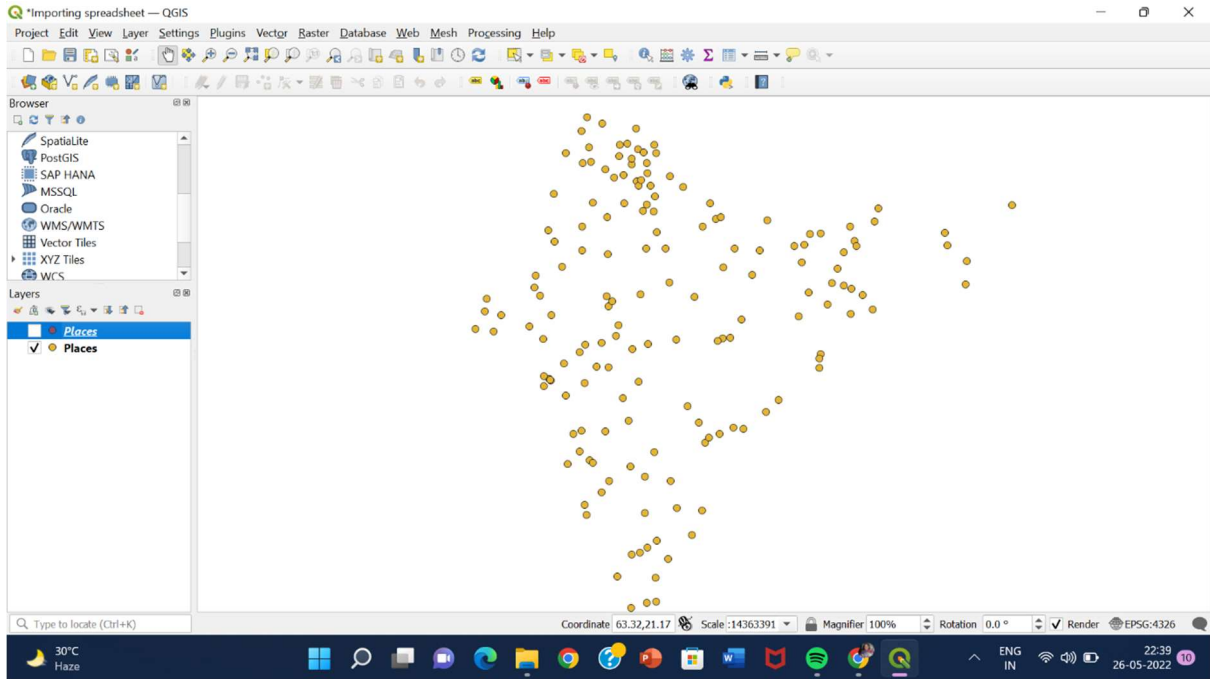 *Importing spreadsheet — QGIS
Project Edit View Layer Settings Plugins Vector Raster Database Web Mesh Processing Help
Browser
SpatiaLite
PostGIS
SAP HANA
MSSQL
Oracle
WMS/WMTS
Vector Tiles
XYZ Tiles
WCS
Layers
Places
Places
Type to locate (Ctrl+K)
Coordinate 63.32,21.17 Scale :14363391 Magnifier 100% Rotation 0.0 ° Render EPSG:4326
30°C
Haze
ENG
IN
22:39
26-05-2022
10